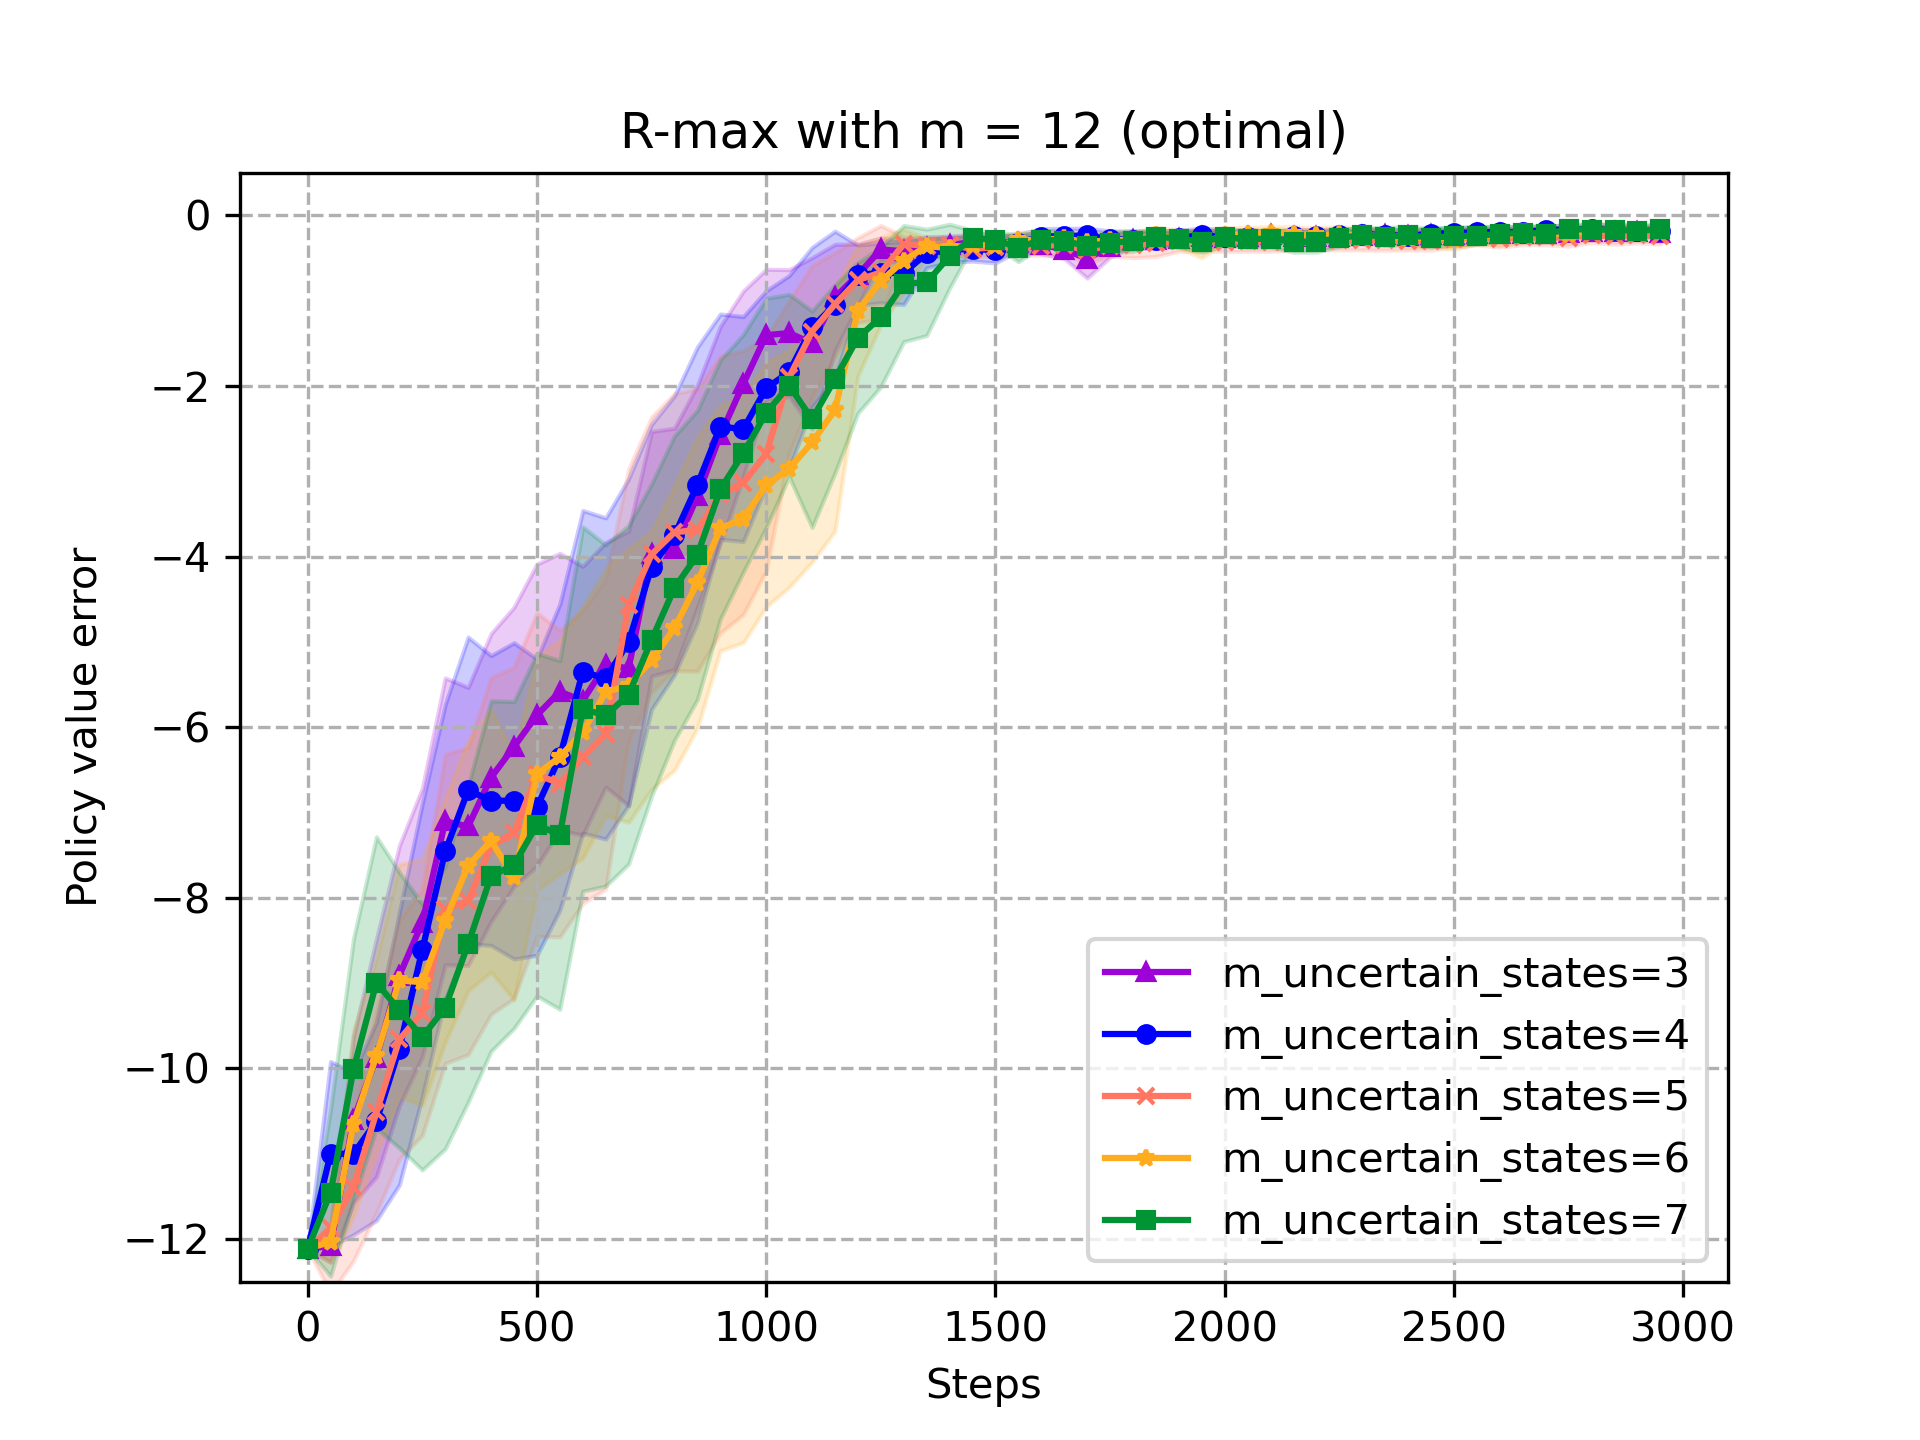 R-max with m = 12 (optimal)
Policy value error
0
−2
−4
−6
−8
−10
−12
0 500 1000 1500 2000 2500 3000
Steps
m_uncertain_states=3
m_uncertain_states=4
m_uncertain_states=5
m_uncertain_states=6
m_uncertain_states=7